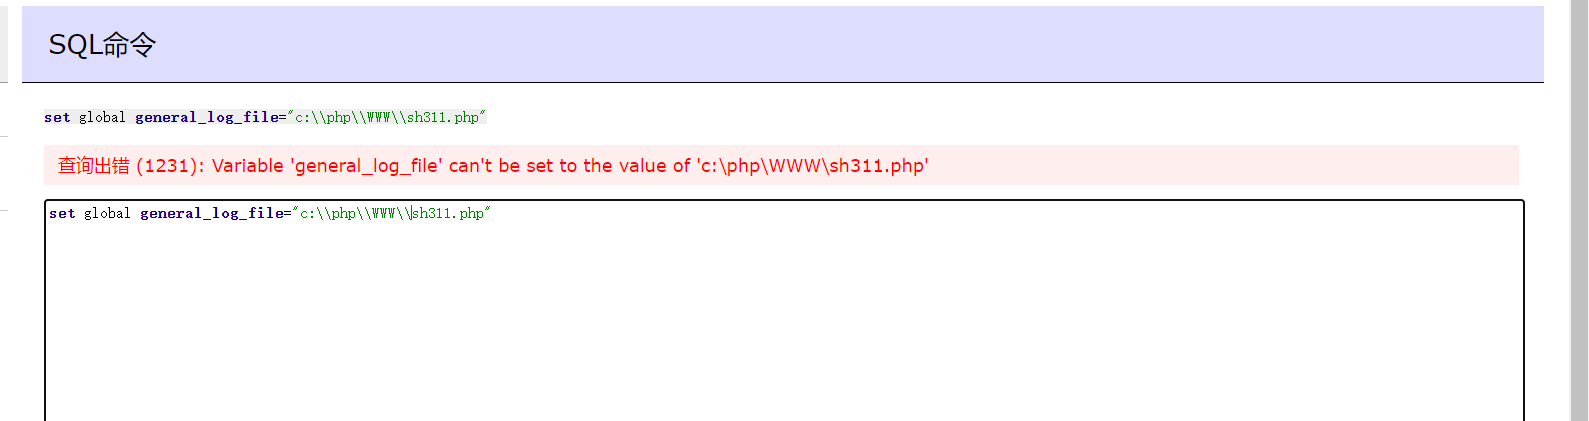 SQL命令
set global general_log_file="c:\\php\\WWW\\sh311.php"
查询出错 (1231): Variable 'general_log_file' can't be set to the value of 'c:\php\WWW\sh311.php'
set global general_log_file="c:\\php\\WWW\\sh311.php"